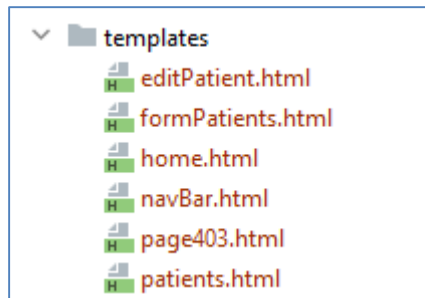 templates
H editPatient.html
H formPatients.html
H home.html
H navBar.html
H page403.html
H patients.html